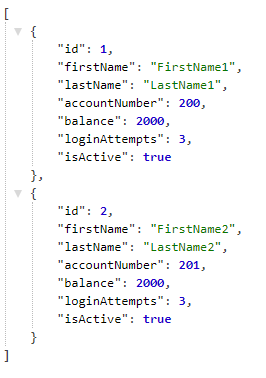 [
{
"id": 1,
"firstName": "FirstName1",
"lastName": "LastName1",
"accountNumber": 200,
"balance": 2000,
"loginAttempts": 3,
"isActive": true
},
{
"id": 2,
"firstName": "FirstName2",
"lastName": "LastName2",
"accountNumber": 201,
"balance": 2000,
"loginAttempts": 3,
"isActive": true
}
]